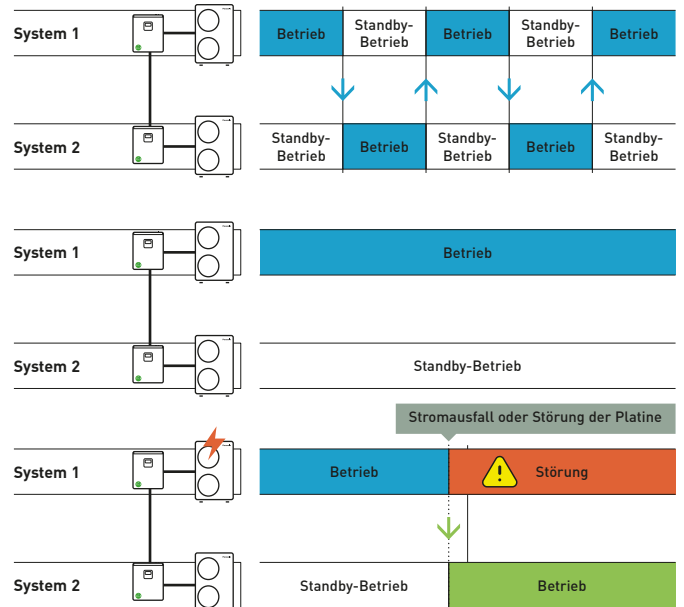 System 1
Betrieb
Standby-
Betrieb
Betrieb
Standby-
Betrieb
Betrieb
System 2
Standby-
Betrieb
Betrieb
Standby-
Betrieb
Betrieb
Standby-
Betrieb
System 1
Betrieb
System 2
Standby-Betrieb
Stromausfall oder Störung der Platine
System 1
Betrieb
Störung
System 2
Standby-Betrieb
Betrieb